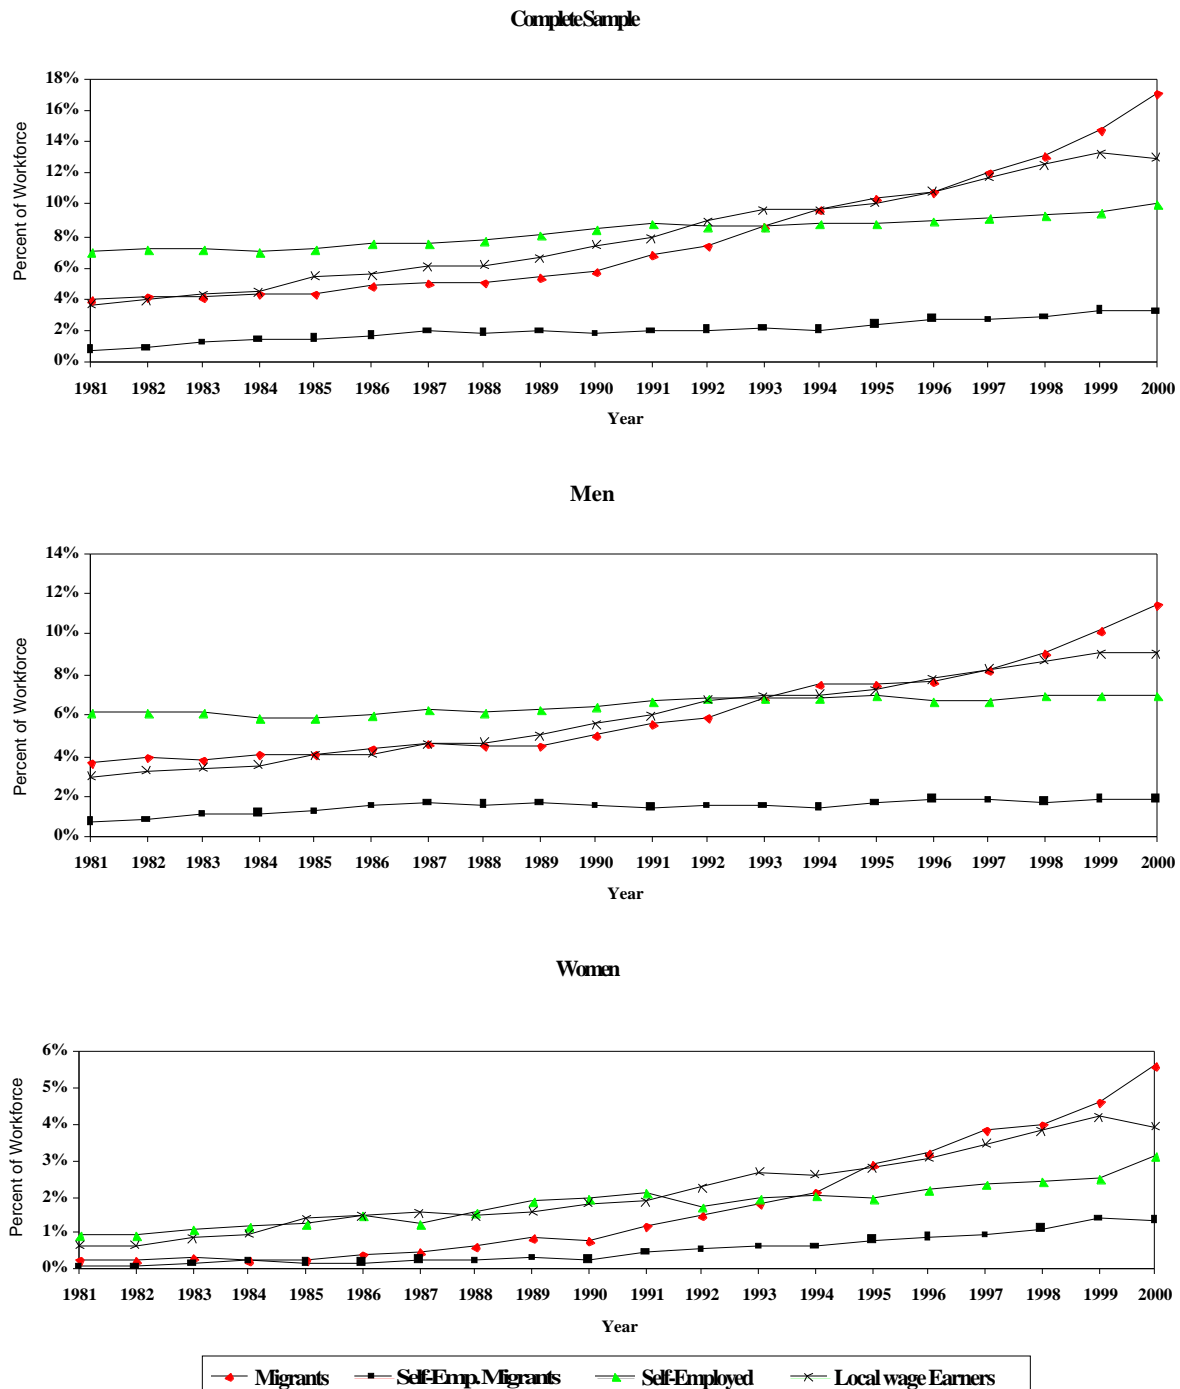 Complete Sample
Percent of Workforce
18%
16%
14%
12%
10%
8%
6%
4%
2%
0%
1981 1982 1983 1984 1985 1986 1987 1988 1989 1990 1991 1992 1993 1994 1995 1996 1997 1998 1999 2000
Year
Men
Percent of Workforce
14%
12%
10%
8%
6%
4%
2%
0%
1981 1982 1983 1984 1985 1986 1987 1988 1989 1990 1991 1992 1993 1994 1995 1996 1997 1998 1999 2000
Year
Women
Percent of Workforce
6%
5%
4%
3%
2%
1%
0%
1981 1982 1983 1984 1985 1986 1987 1988 1989 1990 1991 1992 1993 1994 1995 1996 1997 1998 1999 2000
Year
Migrants Self-Emp. Migrants Self-Employed Local wage Earners